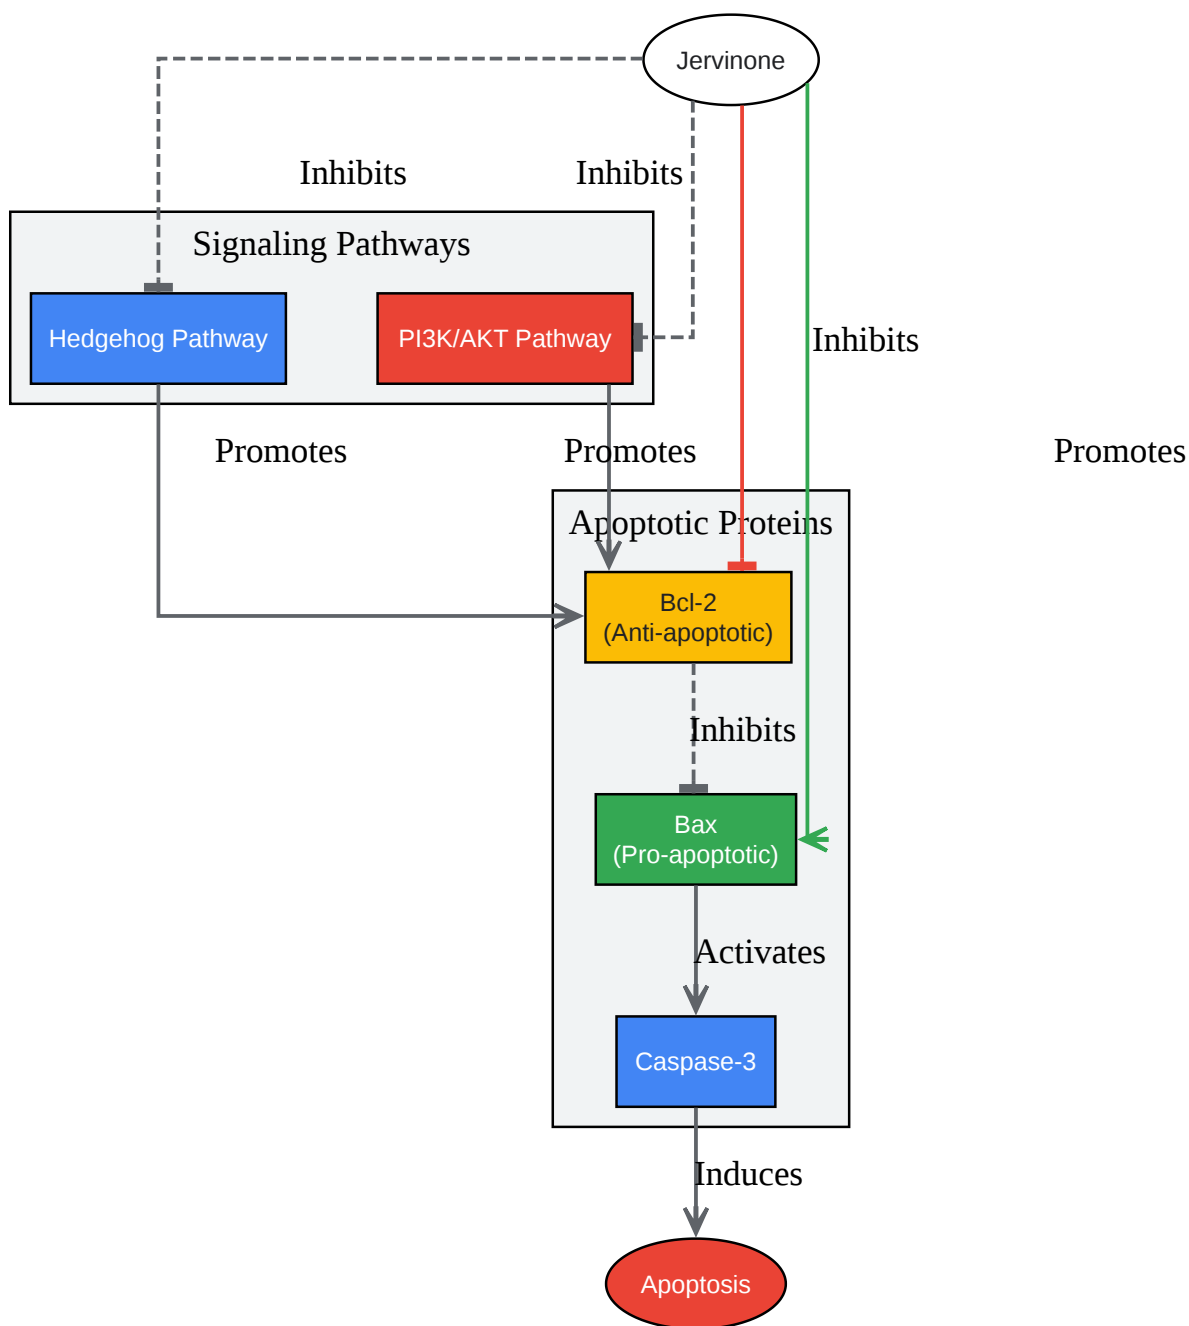 Jervinone
Inhibits
Inhibits
Signaling Pathways
Hedgehog Pathway
PI3K/AKT Pathway
Inhibits
Promotes
Promotes
Promotes
Apoptotic Proteins
Bcl-2
(Anti-apoptotic)
Inhibits
Bax
(Pro-apoptotic)
Activates
Caspase-3
Induces
Apoptosis